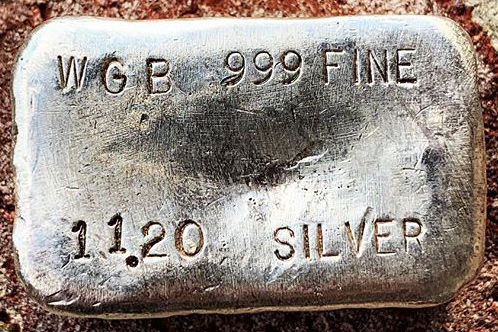 WGB 999 FINE
11.20 SILVER